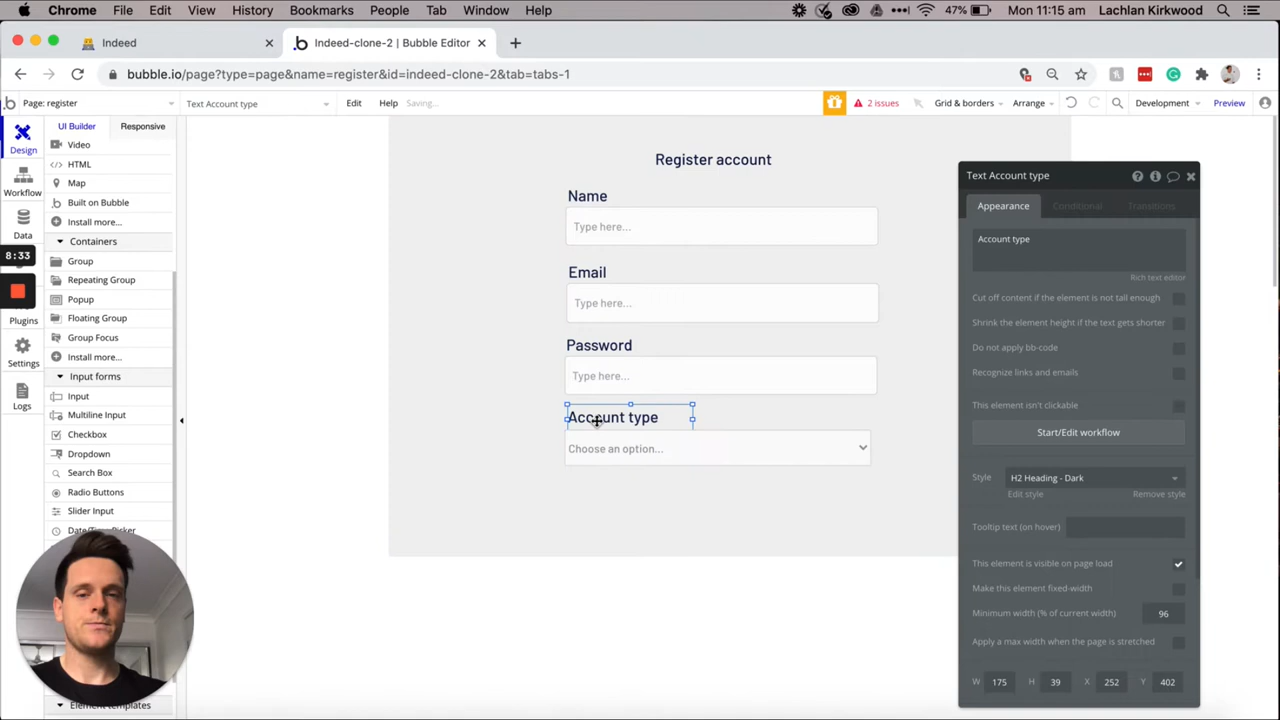 Chrome File Edit View History Bookmarks People Tab Window Help 47% Mon 11:15 am Lachlan Kirkwood
Indeed
Indeed-clone-2 | Bubble Editor
bubble.io/page?type=page&name=register&id=indeed-clone-2&tab=tabs-1
Page: register
Text Account type
Edit
Help
Saving...
2 issues
Grid & borders
Arrange
Development
Preview
UI Builder
Responsive
Design
Workflow
Data
8:33
Plugins
Settings
Logs
Video
HTML
Map
Built on Bubble
Install more...
Containers
Group
Repeating Group
Popup
Floating Group
Group Focus
Install more...
Input forms
Input
Multiline Input
Checkbox
Dropdown
Search Box
Radio Buttons
Slider Input
Date/Time Picker
Element templates
Register account
Name
Type here...
Email
Type here...
Password
Type here...
Account type
Choose an option...
Text Account type
Appearance
Conditional
Transitions
Account type
Rich text editor
Cut off content if the element is not tall enough
Shrink the element height if the text gets shorter
Do not apply bb-code
Recognize links and emails
This element isn't clickable
Start/Edit workflow
Style H2 Heading - Dark
Edit style Remove style
Tooltip text (on hover)
This element is visible on page load
Make this element fixed-width
Minimum width (% of current width) 96
Apply a max width when the page is stretched
W 175 H 39 X 252 Y 402